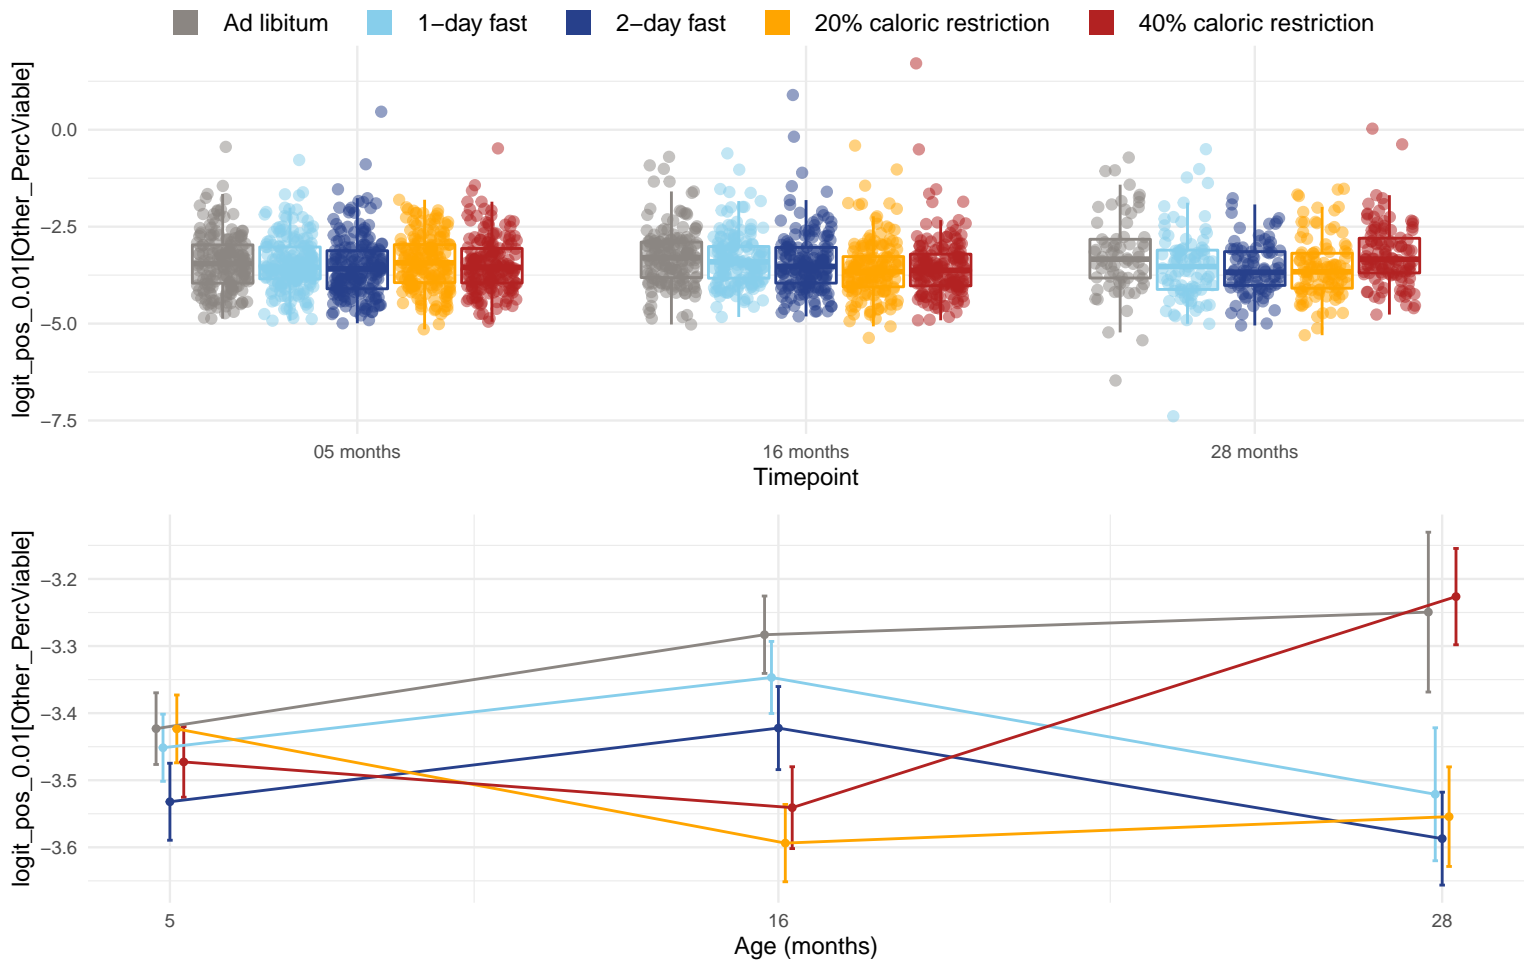 Ad libitum 1−day fast 2−day fast 20% caloric restriction 40% caloric restriction
logit_pos_0.01[Other_PercViable]
0.0
−2.5
−5.0
−7.5
05 months 16 months 28 months
Timepoint
logit_pos_0.01[Other_PercViable]
−3.2
−3.3
−3.4
−3.5
−3.6
5 16 28
Age (months)